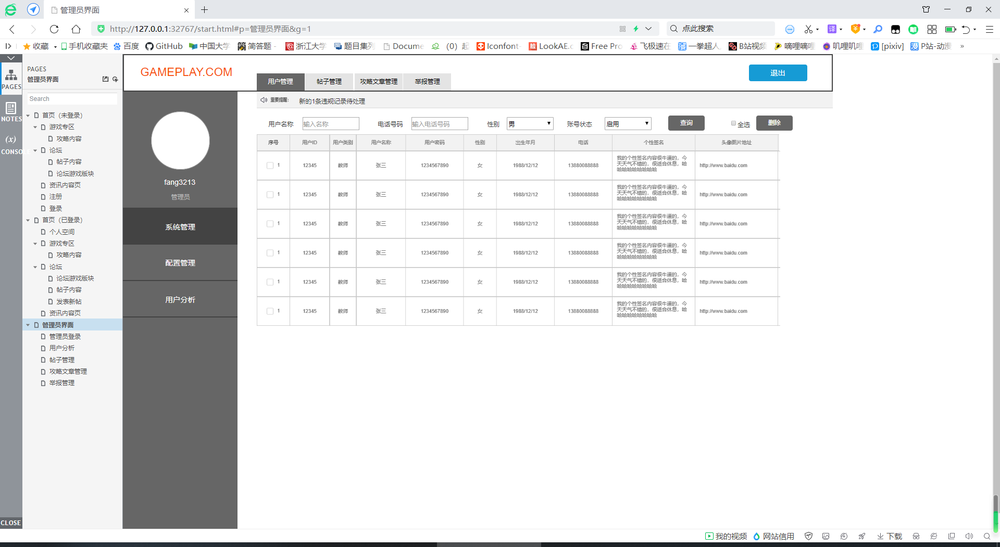 管理员界面
http://127.0.0.1:32767/start.html#p=管理员界面&g=1
点此搜索
收藏 手机收藏夹 百度 GitHub 中国大学 简答题 - 浙江大学 题目集列 Docume (0) 起 Iconfont- LookAE.c Free Pro 飞极速在 一拳超人 B站视频 嘀哩嘀哩 叽哩叽哩 [pixiv] P站-动漫 »
PAGES
NOTES
(x)
CONSOLE
CLOSE
PAGES
管理员界面
Search
首页（未登录）
游戏专区
攻略内容
论坛
帖子内容
论坛游戏版块
资讯内容页
注册
登录
首页（已登录）
个人空间
游戏专区
攻略内容
论坛
论坛游戏版块
帖子内容
发表新帖
资讯内容页
管理员界面
管理员登录
用户分析
帖子管理
攻略文章管理
举报管理
GAMEPLAY.COM
用户管理 帖子管理 攻略文章管理 举报管理
退出
fang3213
管理员
系统管理
配置管理
用户分析
重要提醒: 新的1条违规记录待处理
用户名称 输入名称 电话号码 输入电话号码 性别 男 账号状态 启用 查询 全选 删除
序号 用户ID 用户类别 用户名称 用户密码 性别 出生年月 电话 个性签名 头像图片地址
1 12345 教师 张三 1234567890 女 1988/12/12 13880088888 我的个性签名内容很牛逼的，今 http://www.baidu.com
天天气不错的，很适合休息，哈
哈哈哈哈哈哈哈哈哈
1 12345 教师 张三 1234567890 女 1988/12/12 13880088888 我的个性签名内容很牛逼的，今 http://www.baidu.com
天天气不错的，很适合休息，哈
哈哈哈哈哈哈哈哈哈
1 12345 教师 张三 1234567890 女 1988/12/12 13880088888 我的个性签名内容很牛逼的，今 http://www.baidu.com
天天气不错的，很适合休息，哈
哈哈哈哈哈哈哈哈哈
1 12345 教师 张三 1234567890 女 1988/12/12 13880088888 我的个性签名内容很牛逼的，今 http://www.baidu.com
天天气不错的，很适合休息，哈
哈哈哈哈哈哈哈哈哈
1 12345 教师 张三 1234567890 女 1988/12/12 13880088888 我的个性签名内容很牛逼的，今 http://www.baidu.com
天天气不错的，很适合休息，哈
哈哈哈哈哈哈哈哈哈
1 12345 教师 张三 1234567890 女 1988/12/12 13880088888 我的个性签名内容很牛逼的，今 http://www.baidu.com
天天气不错的，很适合休息，哈
哈哈哈哈哈哈哈哈哈
我的视频 网站信用 下载